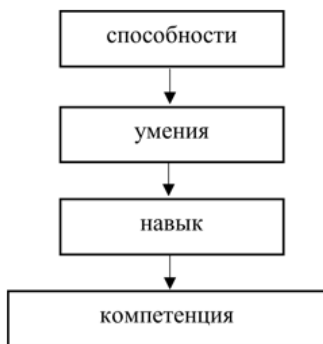 способности
умения
навык
компетенция